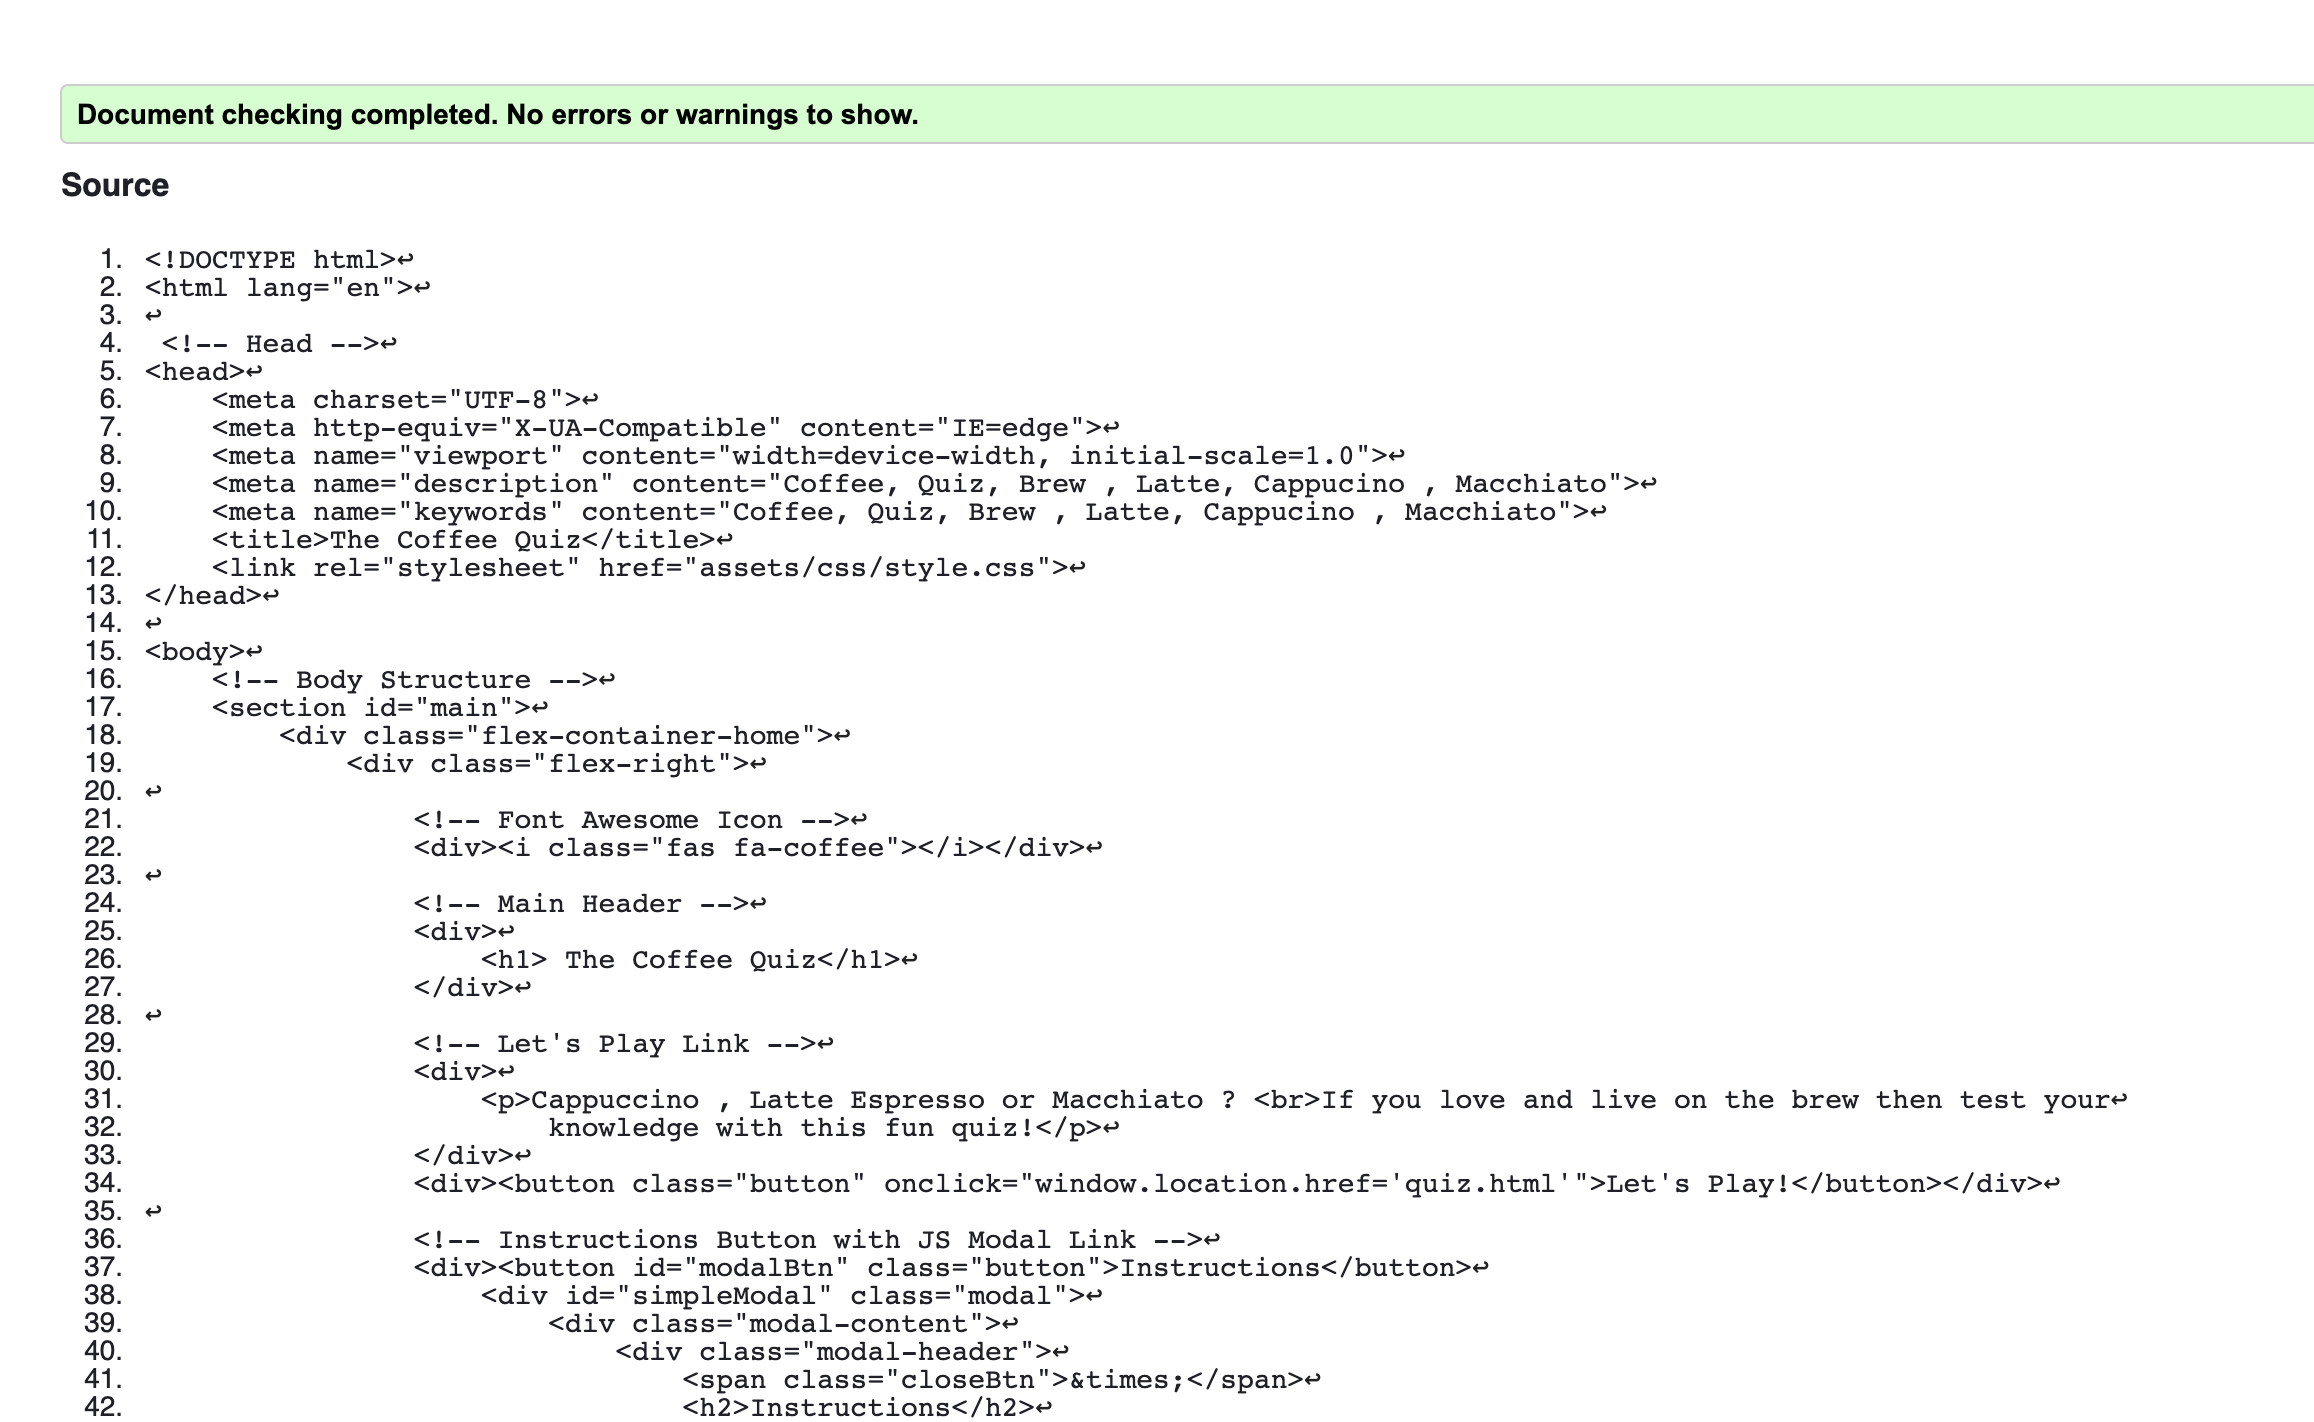 Document checking completed. No errors or warnings to show.
Source
1. <!DOCTYPE html>↩
2. <html lang="en">↩
3. ↩
4.  <!-- Head -->↩
5. <head>↩
6.     <meta charset="UTF-8">↩
7.     <meta http-equiv="X-UA-Compatible" content="IE=edge">↩
8.     <meta name="viewport" content="width=device-width, initial-scale=1.0">↩
9.     <meta name="description" content="Coffee, Quiz, Brew , Latte, Cappucino , Macchiato">↩
10.     <meta name="keywords" content="Coffee, Quiz, Brew , Latte, Cappucino , Macchiato">↩
11.     <title>The Coffee Quiz</title>↩
12.     <link rel="stylesheet" href="assets/css/style.css">↩
13. </head>↩
14. ↩
15. <body>↩
16.     <!-- Body Structure -->↩
17.     <section id="main">↩
18.         <div class="flex-container-home">↩
19.             <div class="flex-right">↩
20. ↩
21.                 <!-- Font Awesome Icon -->↩
22.                 <div><i class="fas fa-coffee"></i></div>↩
23. ↩
24.                 <!-- Main Header -->↩
25.                 <div>↩
26.                     <h1> The Coffee Quiz</h1>↩
27.                 </div>↩
28. ↩
29.                 <!-- Let's Play Link -->↩
30.                 <div>↩
31.                     <p>Cappuccino , Latte Espresso or Macchiato ? <br>If you love and live on the brew then test your↩
32.                         knowledge with this fun quiz!</p>↩
33.                 </div>↩
34.                 <div><button class="button" onclick="window.location.href='quiz.html'">Let's Play!</button></div>↩
35. ↩
36.                 <!-- Instructions Button with JS Modal Link -->↩
37.                 <div><button id="modalBtn" class="button">Instructions</button>↩
38.                     <div id="simpleModal" class="modal">↩
39.                         <div class="modal-content">↩
40.                             <div class="modal-header">↩
41.                                 <span class="closeBtn">&times;</span>↩
42.                                 <h2>Instructions</h2>↩